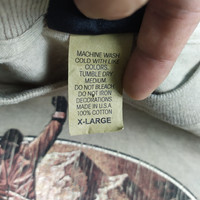 MACHINE WASH
COLD WITH LIKE
COLORS.
TUMBLE DRY
MEDIUM
DO NOT BLEACH
DO NOT IRON
DECORATIONS
MADE IN U.S.A.
100% COTTON
X-LARGE